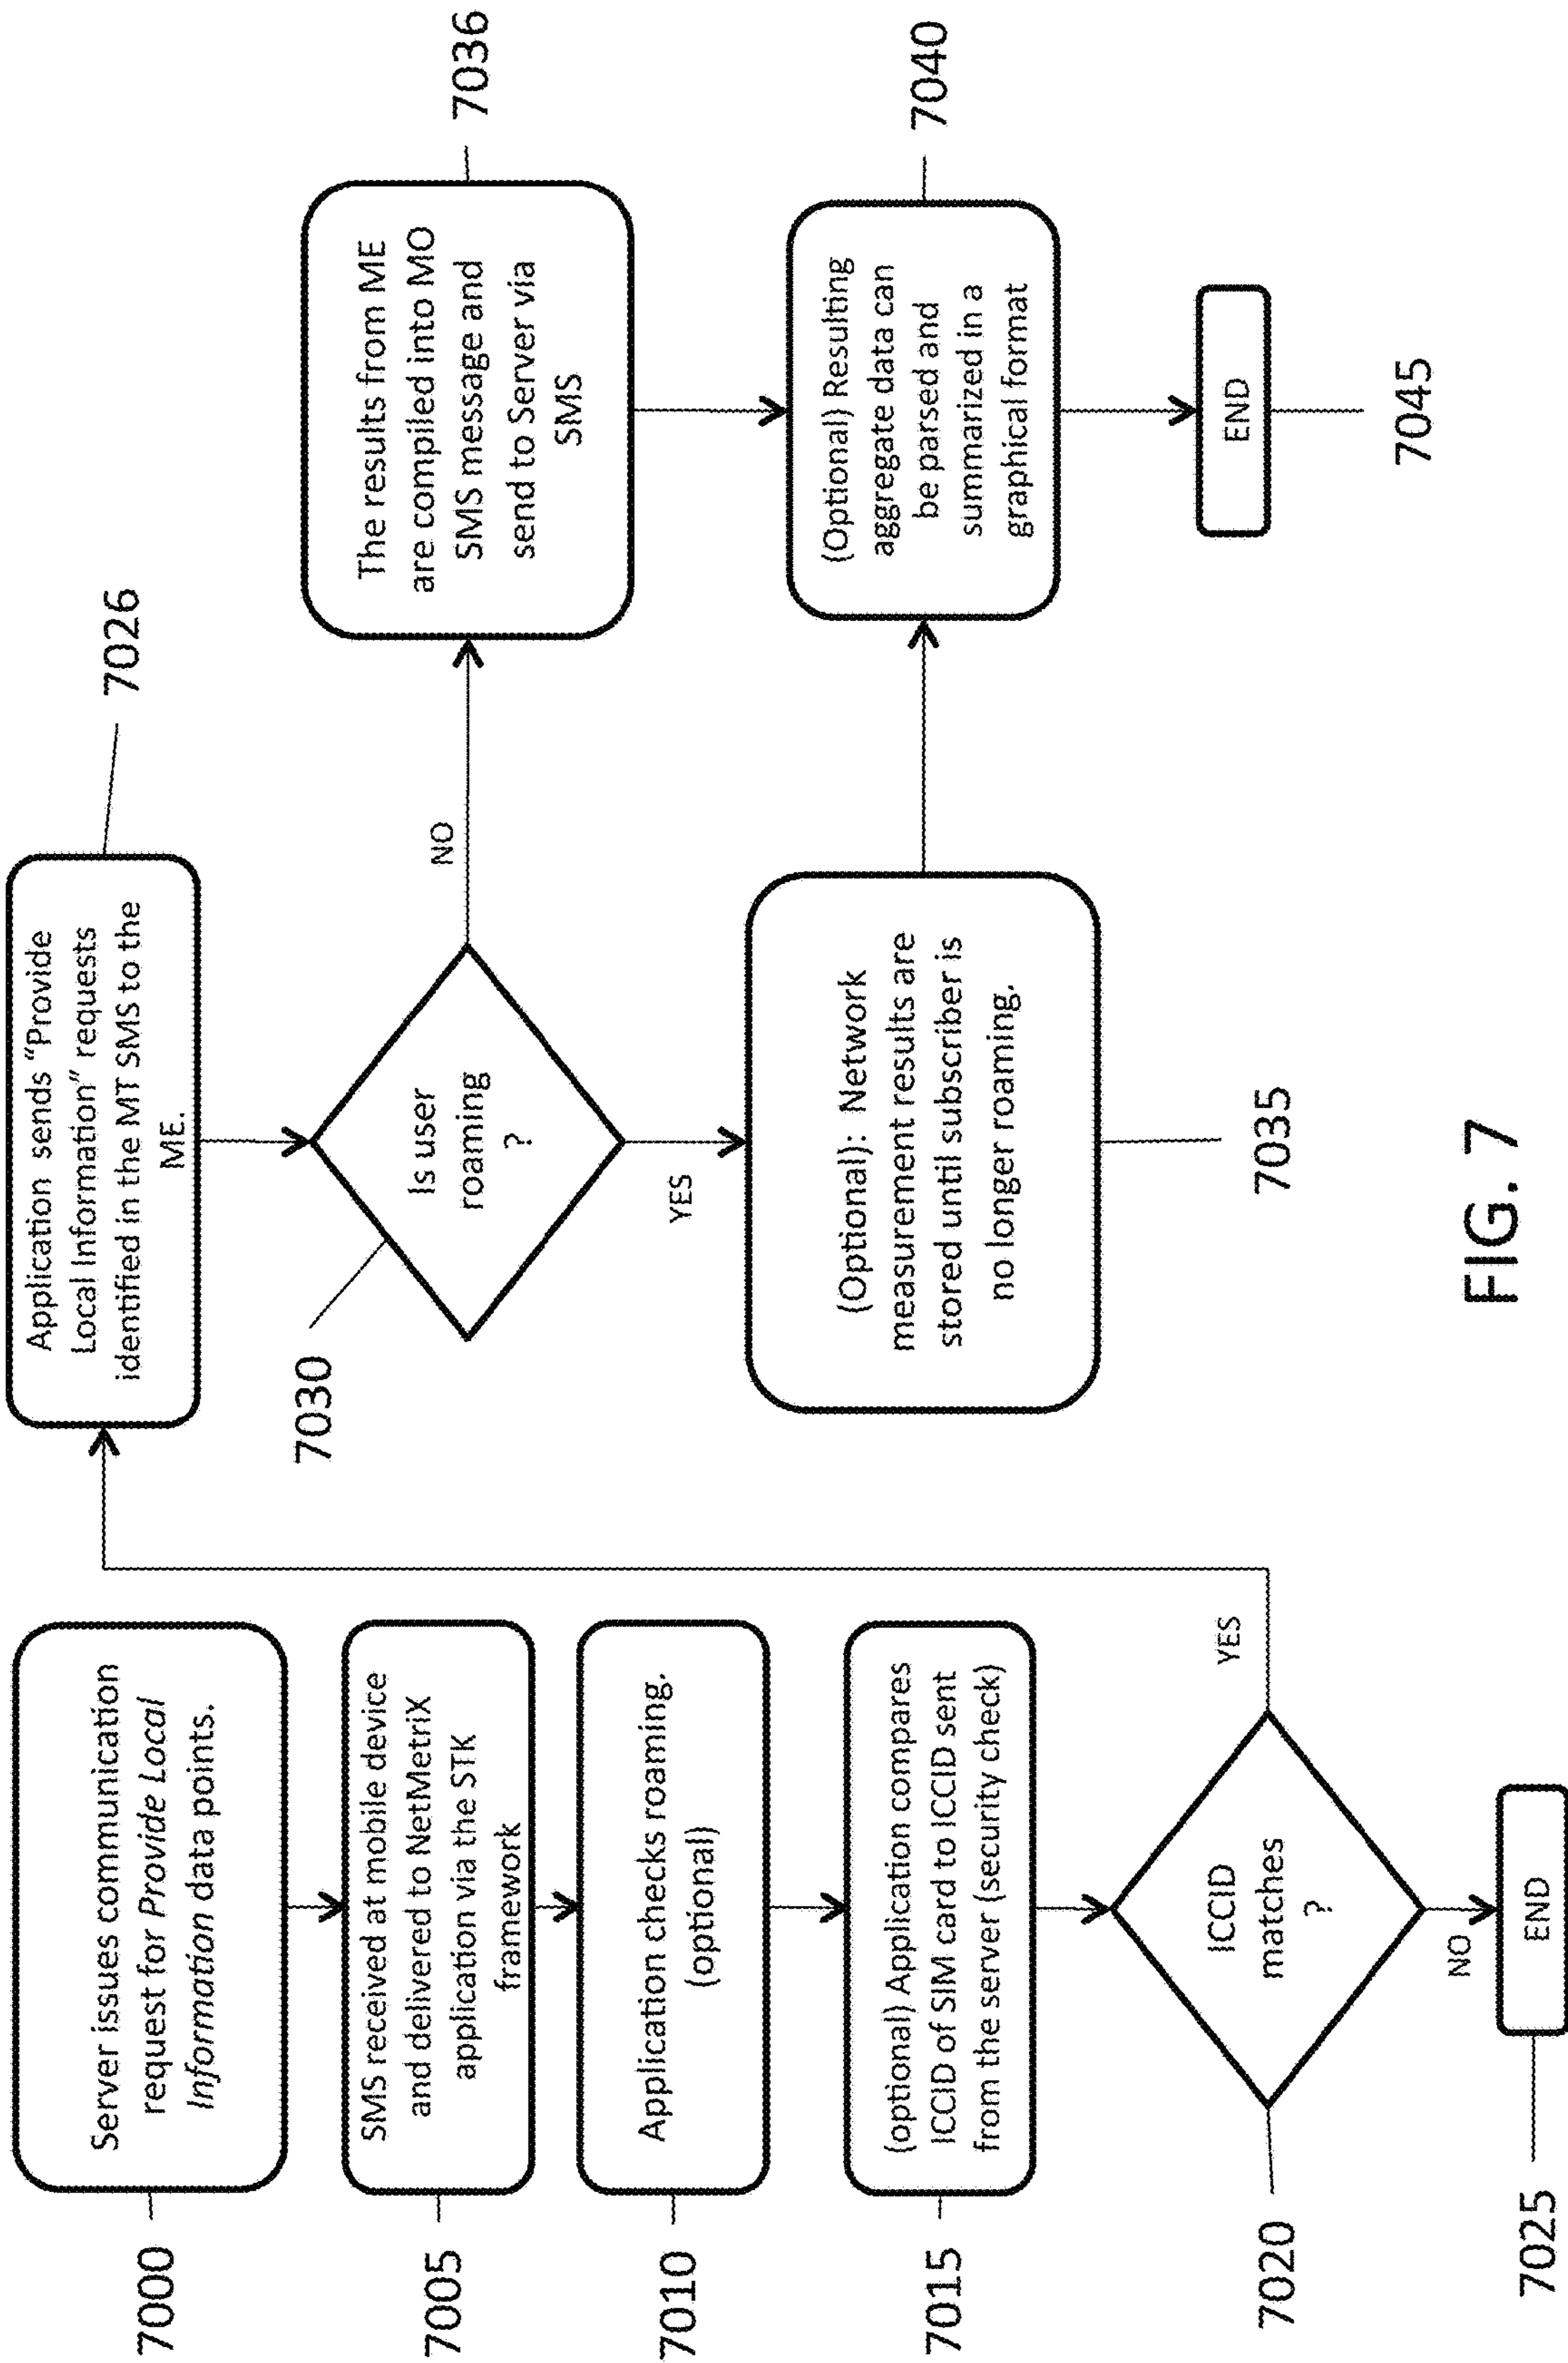 7000
Server issues communication
request for Provide Local
Information data points.
7005
SMS received at mobile device
and delivered to NetMetriX
application via the STK
framework
7010
Application checks roaming.
(optional)
7015
(optional) Application compares
ICCID of SIM card to ICCID sent
from the server (security check)
7020
ICCID
matches
?
YES
NO
7025
END
Application sends “Provide
Local Information” requests
identified in the MT SMS to the
ME.
7026
7030
Is user
roaming
?
NO
YES
The results from ME
are compiled into MO
SMS message and
send to Server via
SMS
7036
(Optional): Network
measurement results are
stored until subscriber is
no longer roaming.
7035
(Optional) Resulting
aggregate data can
be parsed and
summarized in a
graphical format
7040
END
7045
FIG. 7